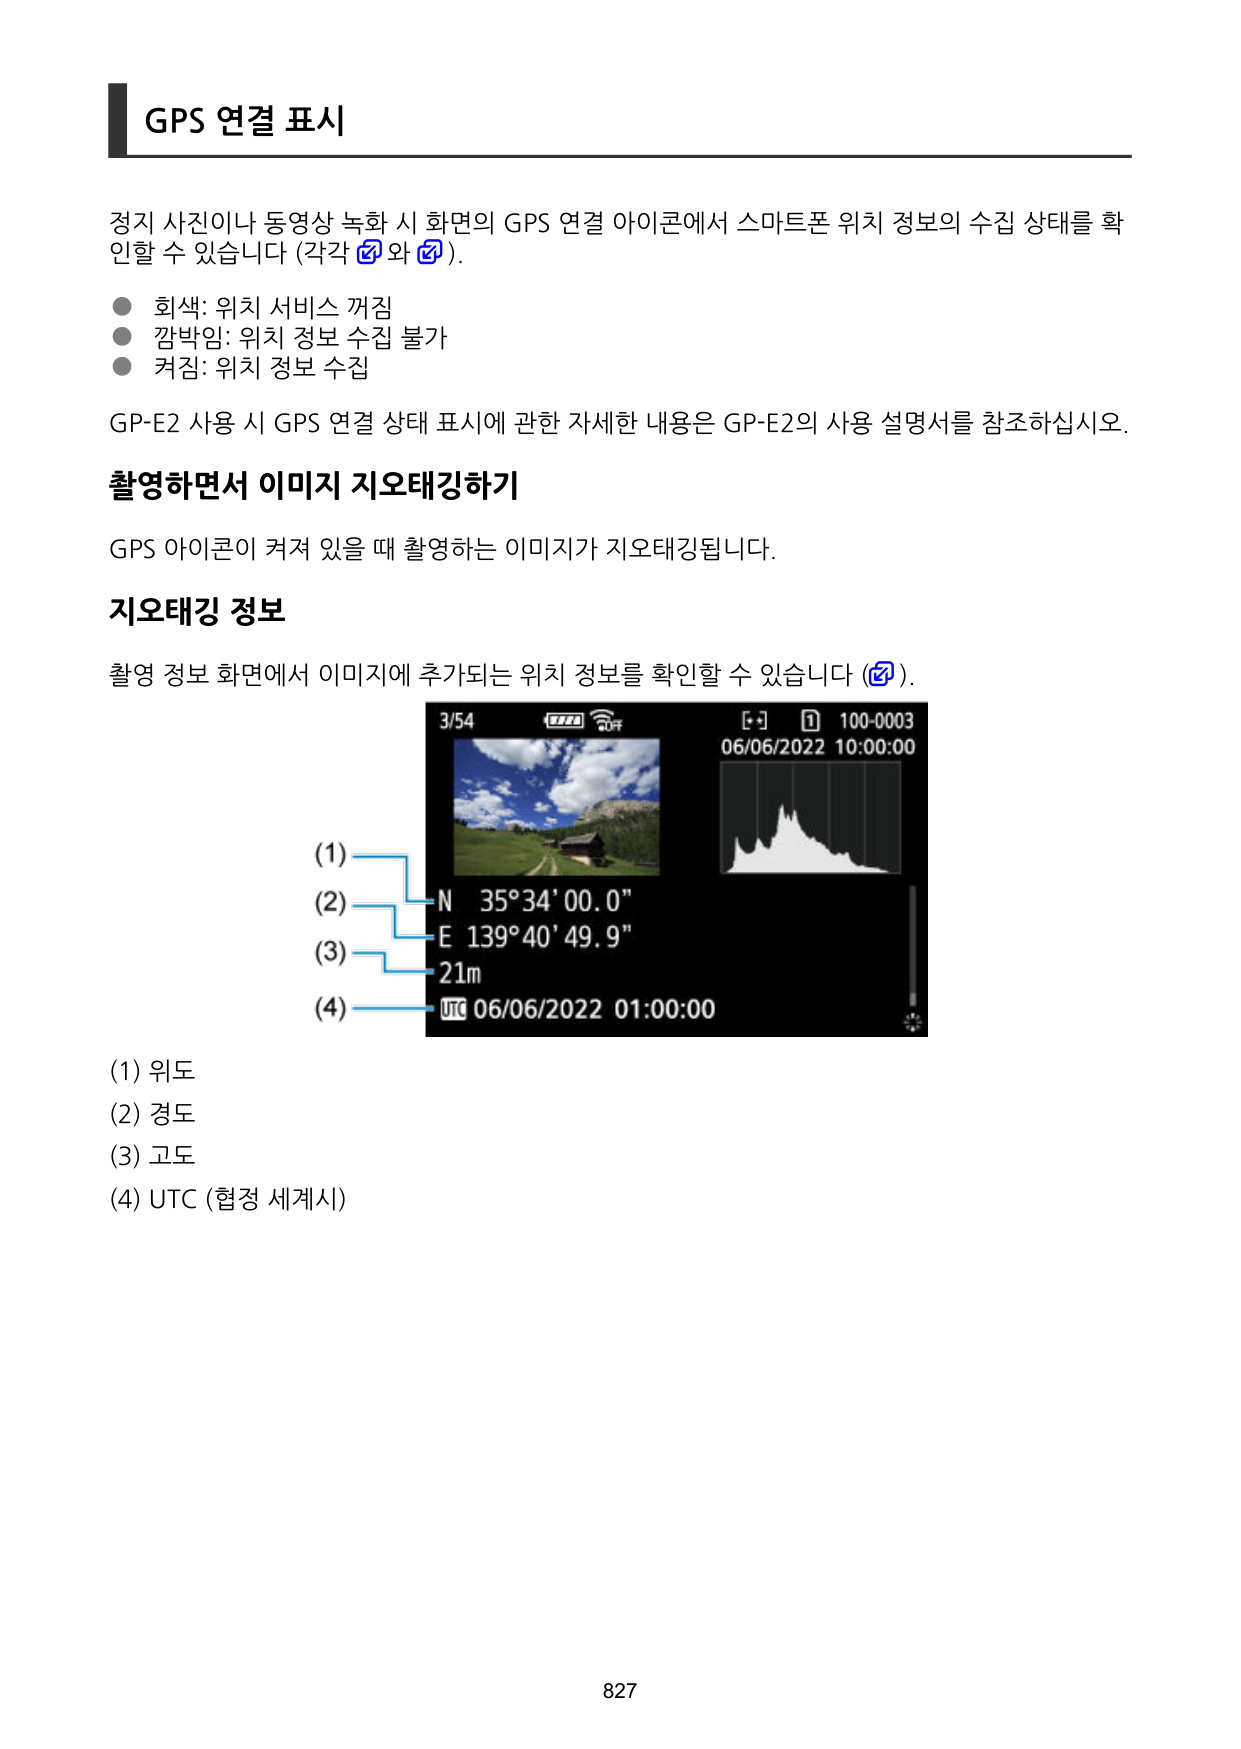 GPS 연결 표시
정지 사진이나 동영상 녹화 시 화면의 GPS 연결 아이콘에서 스마트폰 위치 정보의 수집 상태를 확
인할 수 있습니다 (각각 와 ).
● 회색: 위치 서비스 꺼짐
● 깜박임: 위치 정보 수집 불가
● 켜짐: 위치 정보 수집
GP-E2 사용 시 GPS 연결 상태 표시에 관한 자세한 내용은 GP-E2의 사용 설명서를 참조하십시오.
촬영하면서 이미지 지오태깅하기
GPS 아이콘이 켜져 있을 때 촬영하는 이미지가 지오태깅됩니다.
지오태깅 정보
촬영 정보 화면에서 이미지에 추가되는 위치 정보를 확인할 수 있습니다 ( ).
3/54 OFF 1 100-0003
06/06/2022 10:00:00
(1) N 35°34'00.0"
(2) E 139°40'49.9"
(3) 21m
(4) UTC 06/06/2022 01:00:00
(1) 위도
(2) 경도
(3) 고도
(4) UTC (협정 세계시)
827